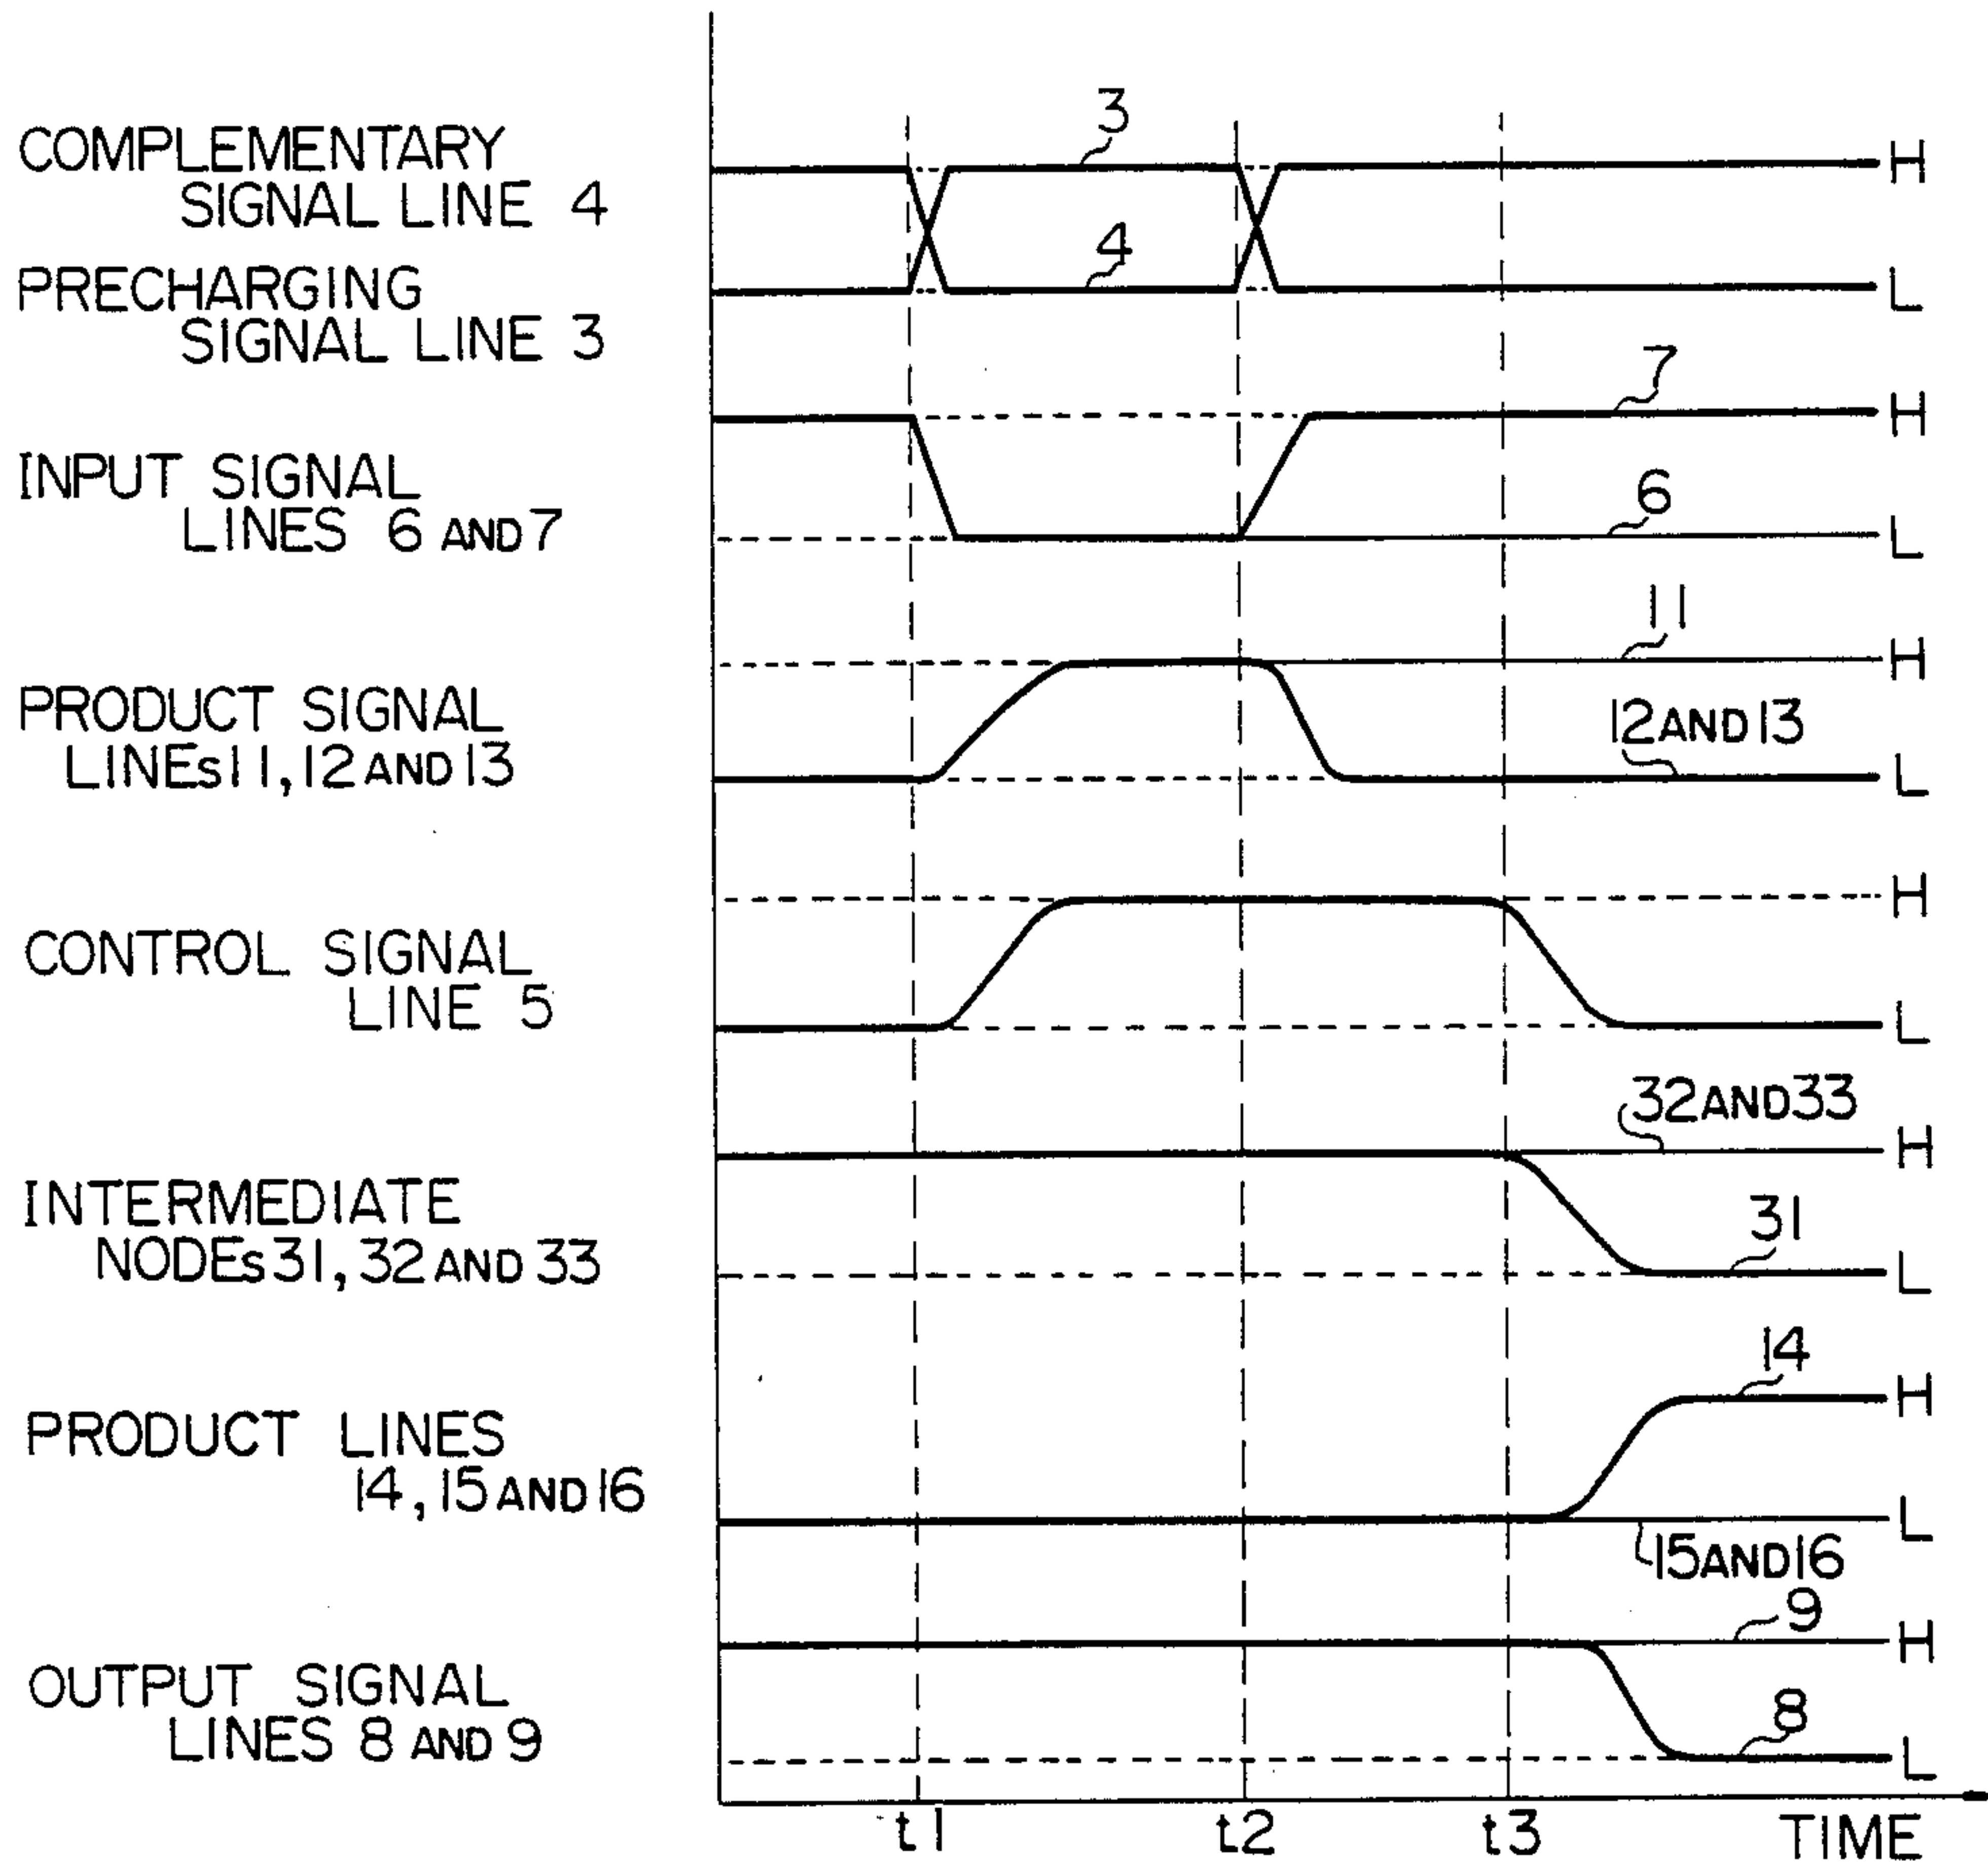 COMPLEMENTARY
SIGNAL LINE 4
PRECHARGING
SIGNAL LINE 3
3
4
H
L
INPUT SIGNAL
LINES 6 AND 7
7
6
H
L
PRODUCT SIGNAL
LINEs 11, 12 AND 13
11
12 AND 13
H
L
CONTROL SIGNAL
LINE 5
H
L
INTERMEDIATE
NODEs 31, 32 AND 33
32 AND 33
31
H
L
PRODUCT LINES
14, 15 AND 16
14
15 AND 16
H
L
OUTPUT SIGNAL
LINES 8 AND 9
9
8
H
L
t1 t2 t3 TIME